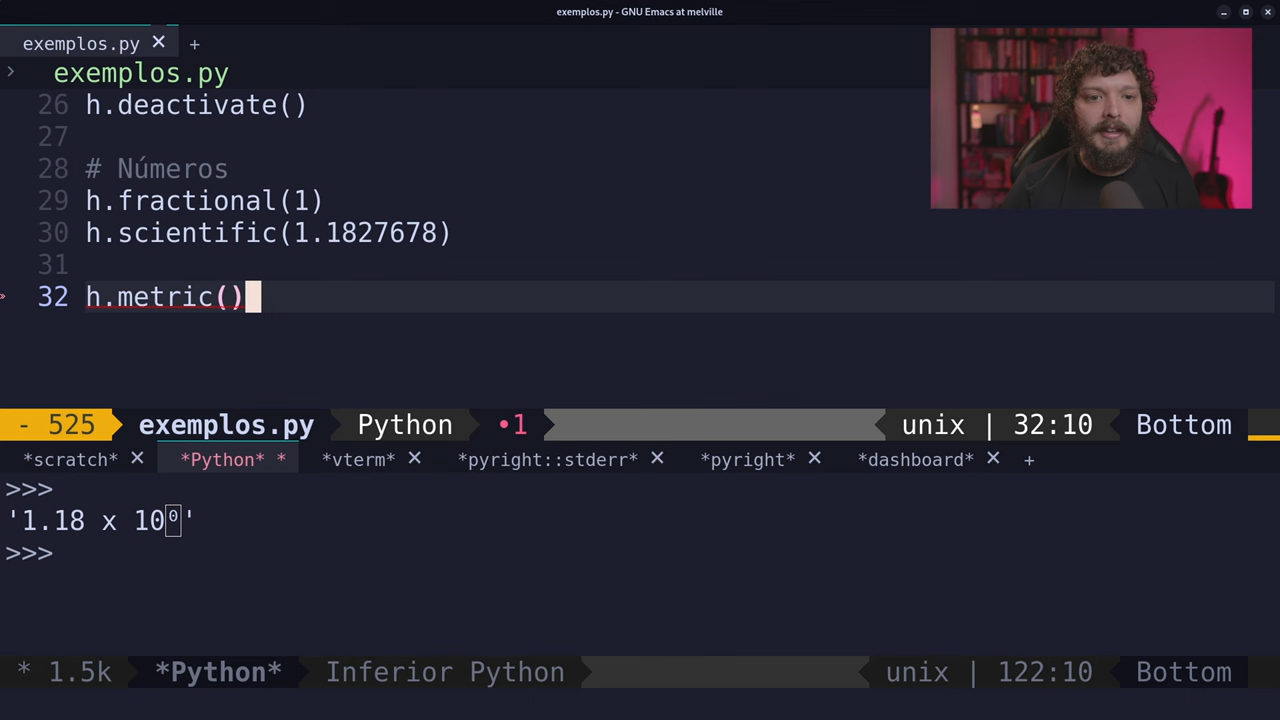 exemplos.py - GNU Emacs at melville
exemplos.py × +
> exemplos.py
26 h.deactivate()
27
28 # Números
29 h.fractional(1)
30 h.scientific(1.1827678)
31
32 h.metric()
- 525 exemplos.py Python •1 unix | 32:10 Bottom
*scratch* × *Python* * *vterm* × *pyright::stderr* × *pyright* × *dashboard* × +
>>>
'1.18 x 10⁰'
>>>
* 1.5k *Python* Inferior Python unix | 122:10 Bottom